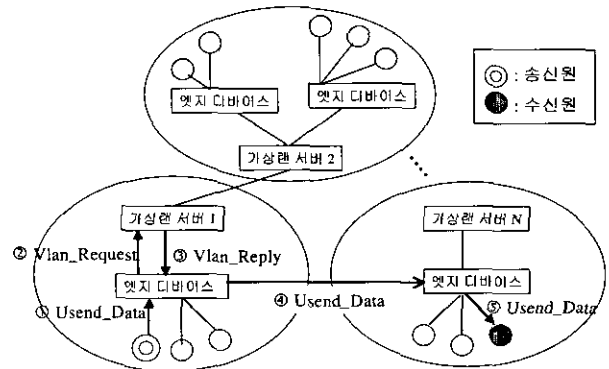 엣지 디바이스
엣지 디바이스
가상랜 서버 2
◎ : 송신원
● : 수신원
가상랜 서버 1
② Vlan_Request
③ Vlan_Reply
엣지 디바이스
① Usend_Data
④ Usend_Data
가상랜 서버 N
엣지 디바이스
⑤ Usend_Data